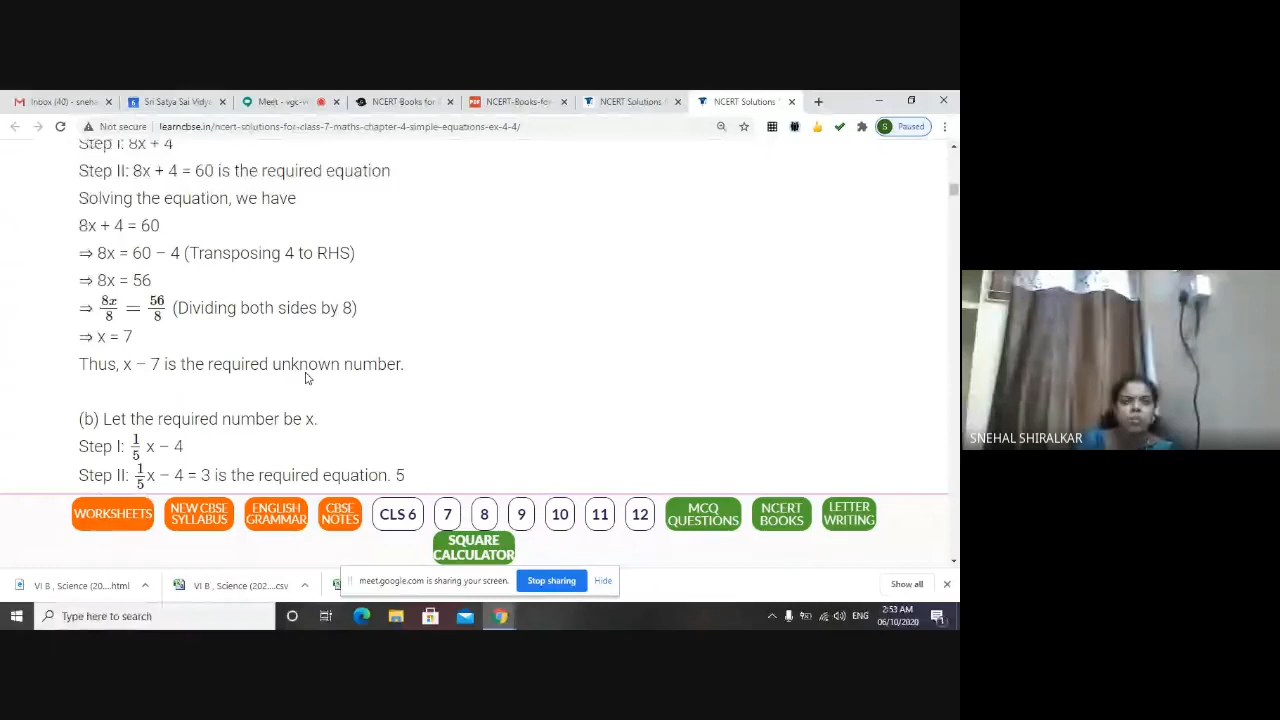 Inbox (40) - sneh
Sri Satya Sai Vidy
Meet - vgc-v
NCERT Books for
NCERT-Books-for
NCERT Solutions
NCERT Solutions
Not secure
/ncert-solutions-for-class-7-maths-chapter-4-simple-equations-ex-4-4/
S Paused
Step I: 8x + 4
Step II: 8x + 4 = 60 is the required equation
Solving the equation, we have
8x + 4 = 60
⇒ 8x = 60 – 4 (Transposing 4 to RHS)
⇒ 8x = 56
⇒ 8x/8 = 56/8 (Dividing both sides by 8)
⇒ x = 7
Thus, x – 7 is the required unknown number.
(b) Let the required number be x.
Step I: 1/5 x – 4
Step II: 1/5x – 4 = 3 is the required equation. 5
WORKSHEETS
NEW CBSE
SYLLABUS
ENGLISH
GRAMMAR
CBSE
NOTES
CLS 6
7
8
9
10
11
12
MCQ
QUESTIONS
NCERT
BOOKS
LETTER
WRITING
SQUARE
CALCULATOR
VI B , Science (20....html
VI B , Science (202....csv
meet.google.com is sharing your screen.
Stop sharing
Hide
Show all
Type here to search
ENG
2:53 AM
06/10/2020
SNEHAL SHIRALKAR